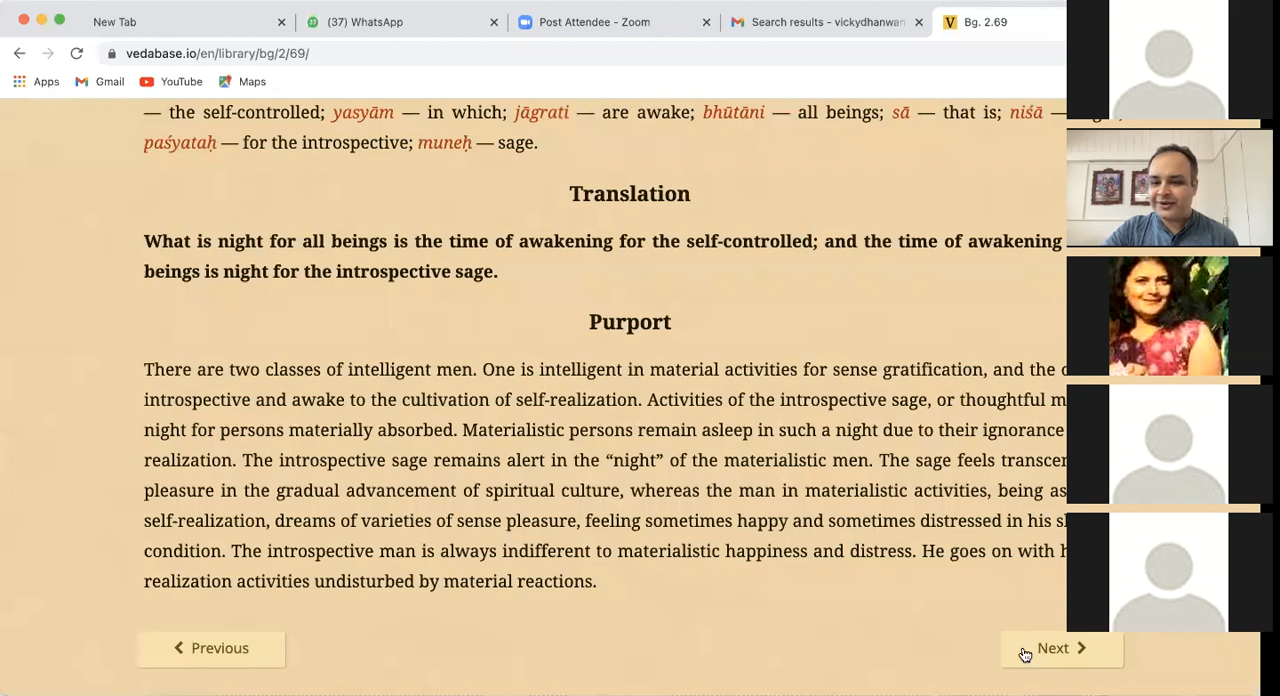 New Tab
(37) WhatsApp
Post Attendee - Zoom
Search results - vickydhanwan
V Bg. 2.69
vedabase.io/en/library/bg/2/69/
Apps Gmail YouTube Maps
— the self-controlled; yasyām — in which; jāgrati — are awake; bhūtāni — all beings; sā — that is; niśā —
paśyataḥ — for the introspective; muneḥ — sage.
Translation
What is night for all beings is the time of awakening for the self-controlled; and the time of awakening
beings is night for the introspective sage.
Purport
There are two classes of intelligent men. One is intelligent in material activities for sense gratification, and the
introspective and awake to the cultivation of self-realization. Activities of the introspective sage, or thoughtful
night for persons materially absorbed. Materialistic persons remain asleep in such a night due to their ignorance
realization. The introspective sage remains alert in the “night” of the materialistic men. The sage feels
pleasure in the gradual advancement of spiritual culture, whereas the man in materialistic activities, being
self-realization, dreams of varieties of sense pleasure, feeling sometimes happy and sometimes distressed in his
condition. The introspective man is always indifferent to materialistic happiness and distress. He goes on with
realization activities undisturbed by material reactions.
Previous
Next